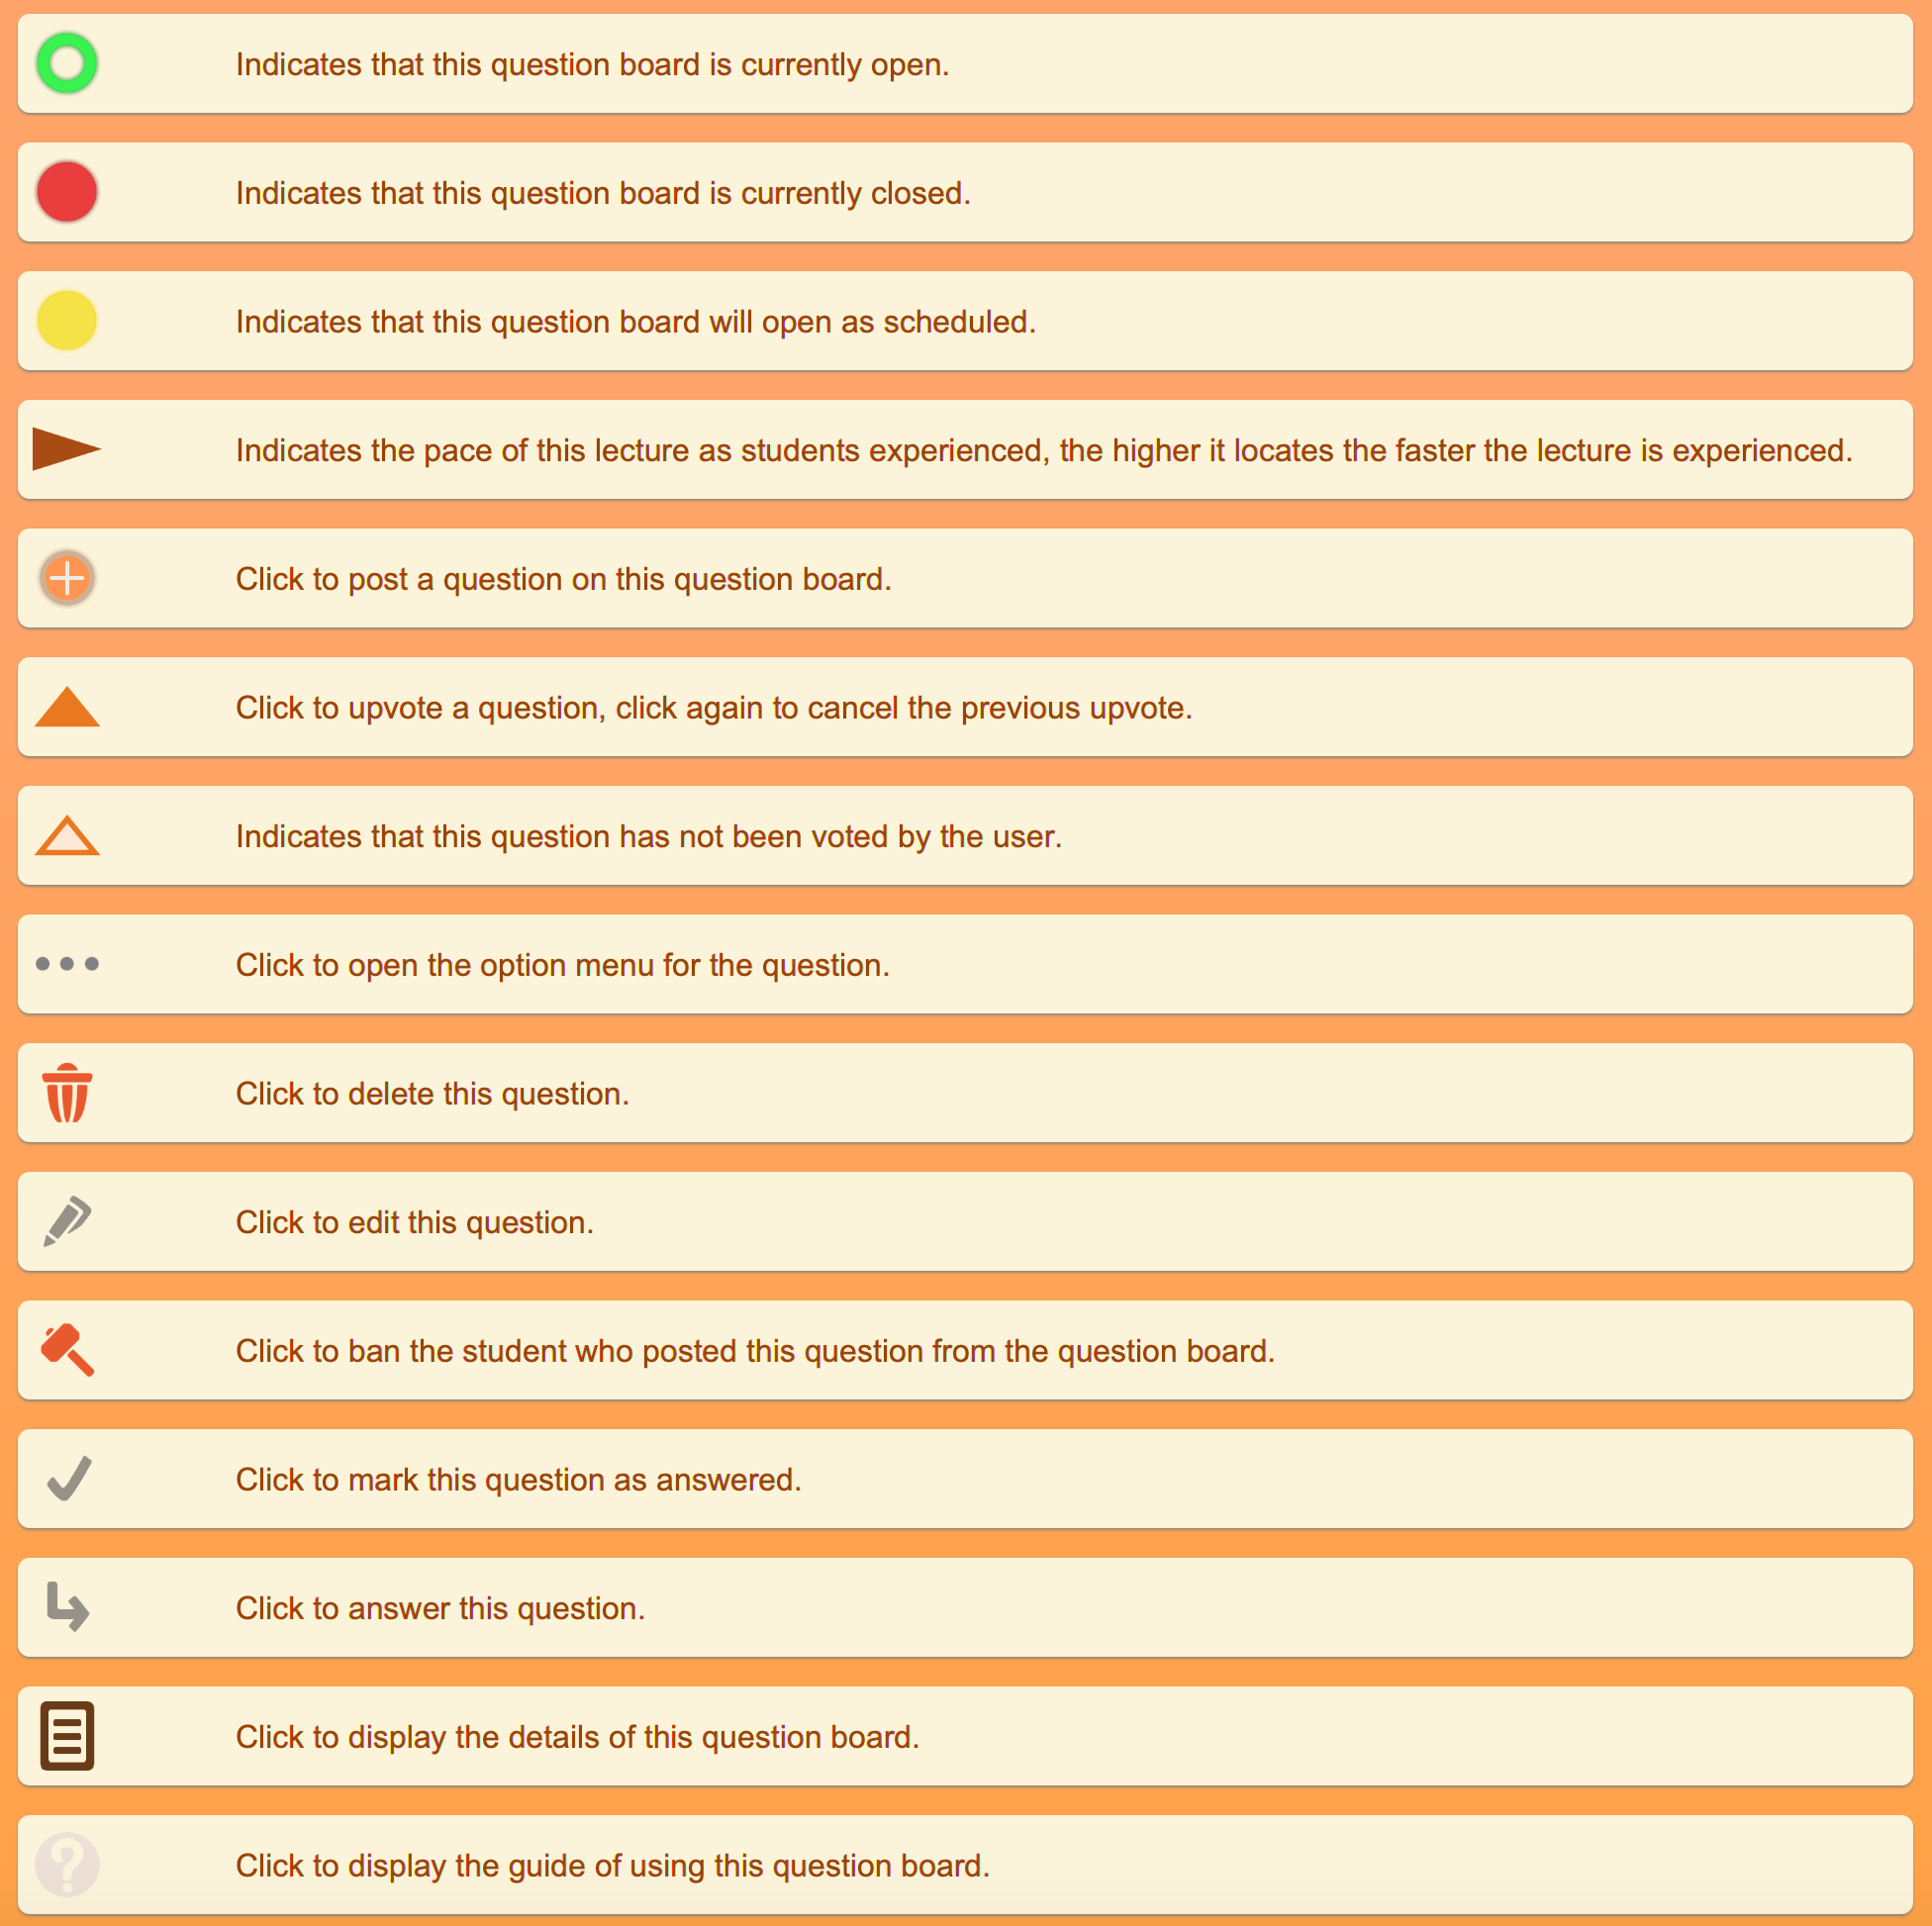 Indicates that this question board is currently open.
Indicates that this question board is currently closed.
Indicates that this question board will open as scheduled.
Indicates the pace of this lecture as students experienced, the higher it locates the faster the lecture is experienced.
Click to post a question on this question board.
Click to upvote a question, click again to cancel the previous upvote.
Indicates that this question has not been voted by the user.
Click to open the option menu for the question.
Click to delete this question.
Click to edit this question.
Click to ban the student who posted this question from the question board.
Click to mark this question as answered.
Click to answer this question.
Click to display the details of this question board.
Click to display the guide of using this question board.